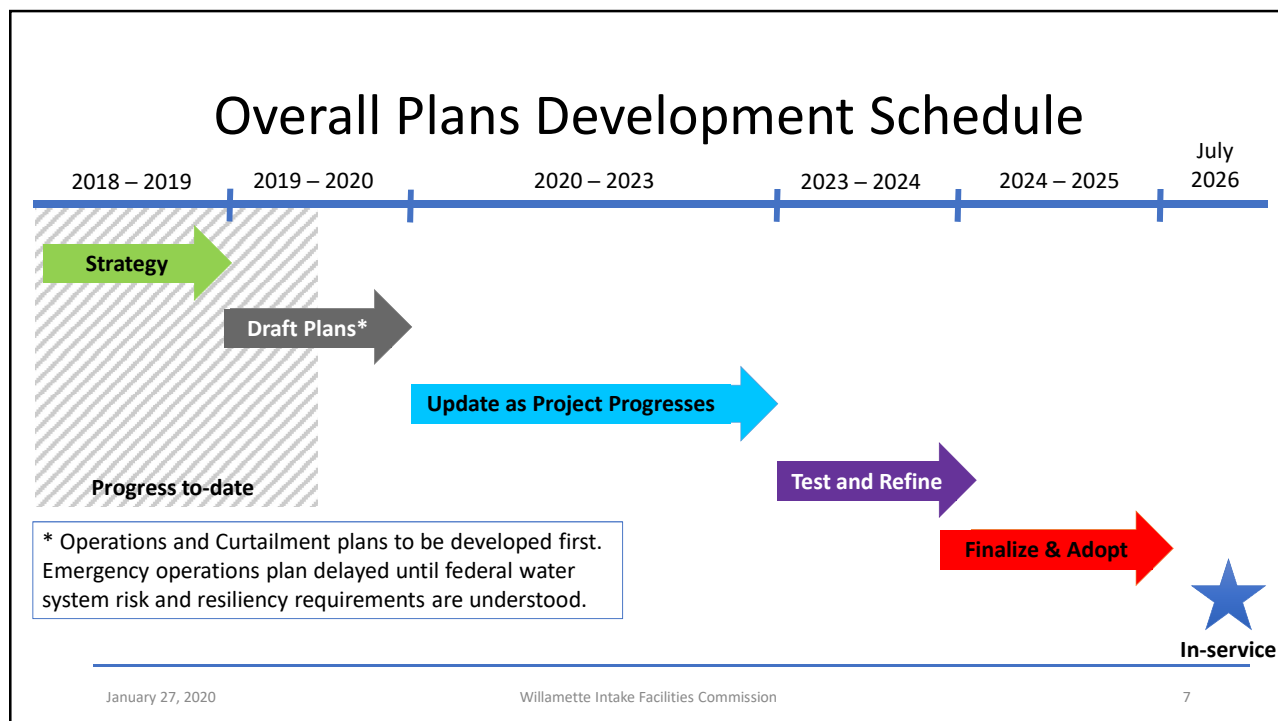 Overall Plans Development Schedule
2018 – 2019
2019 – 2020
2020 – 2023
2023 – 2024
2024 – 2025
July
2026
Strategy
Draft Plans*
Update as Project Progresses
Test and Refine
Progress to-date
Finalize & Adopt
* Operations and Curtailment plans to be developed first.
Emergency operations plan delayed until federal water
system risk and resiliency requirements are understood.
In-service
January 27, 2020
Willamette Intake Facilities Commission
7